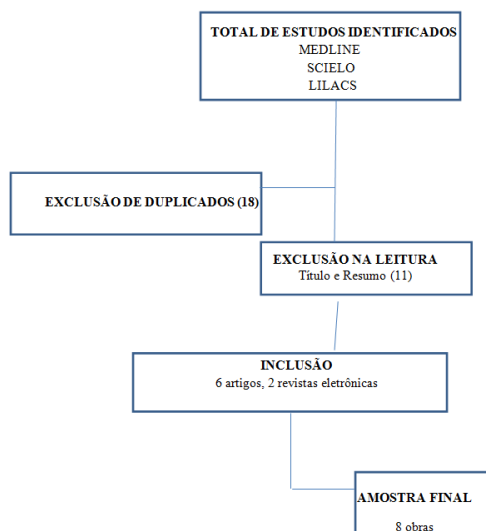 TOTAL DE ESTUDOS IDENTIFICADOS
MEDLINE
SCIELO
LILACS
EXCLUSÃO DE DUPLICADOS (18)
EXCLUSÃO NA LEITURA
Título e Resumo (11)
INCLUSÃO
6 artigos, 2 revistas eletrônicas
AMOSTRA FINAL
8 obras